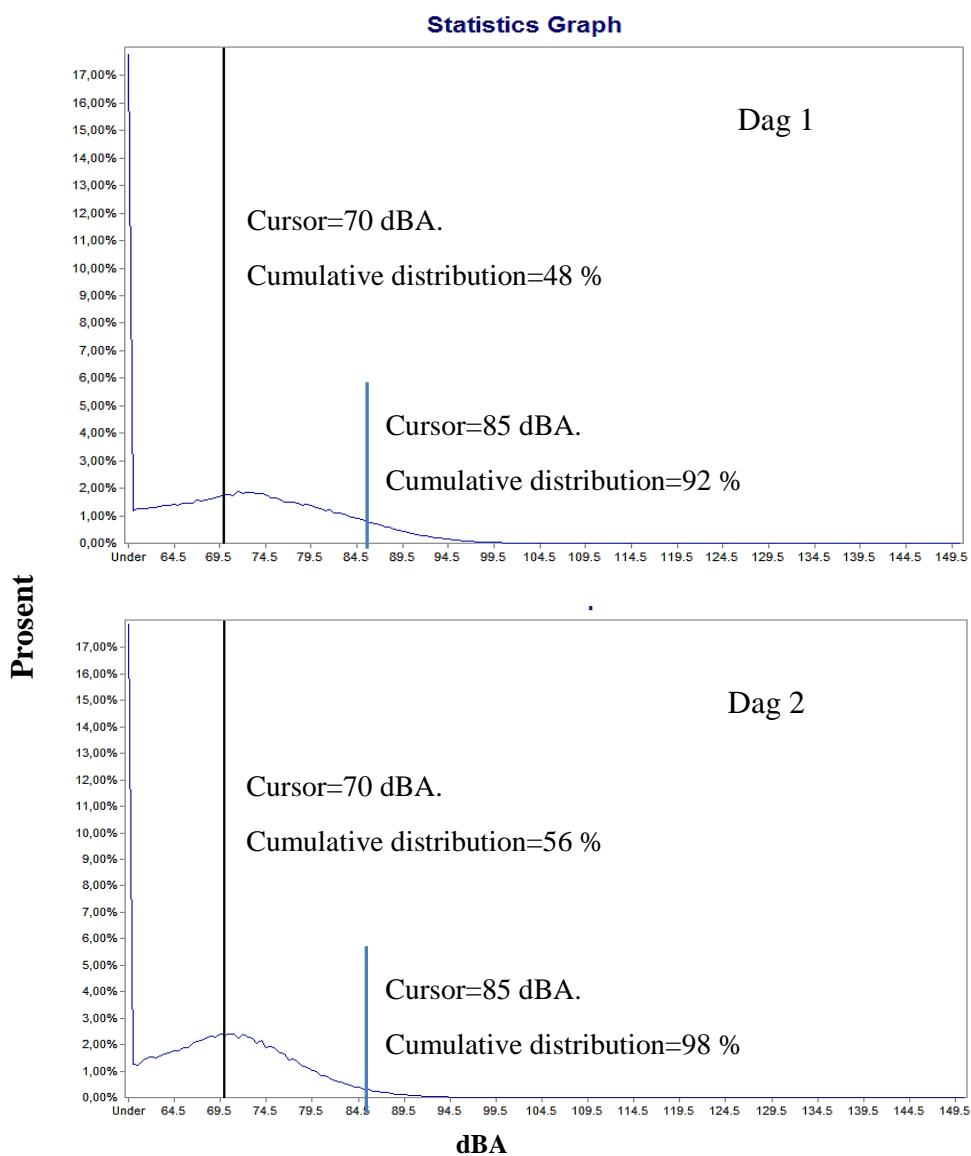 Statistics Graph
17,00%
16,00%
15,00%
14,00%
13,00%
12,00%
11,00%
10,00%
9,00%
8,00%
7,00%
6,00%
5,00%
4,00%
3,00%
2,00%
1,00%
0,00%
Dag 1
Cursor=70 dBA.
Cumulative distribution=48 %
Cursor=85 dBA.
Cumulative distribution=92 %
Under 64.5 69.5 74.5 79.5 84.5 89.5 94.5 99.5 104.5 109.5 114.5 119.5 124.5 129.5 134.5 139.5 144.5 149.5
Prosent
17,00%
16,00%
15,00%
14,00%
13,00%
12,00%
11,00%
10,00%
9,00%
8,00%
7,00%
6,00%
5,00%
4,00%
3,00%
2,00%
1,00%
0,00%
Dag 2
Cursor=70 dBA.
Cumulative distribution=56 %
Cursor=85 dBA.
Cumulative distribution=98 %
Under 64.5 69.5 74.5 79.5 84.5 89.5 94.5 99.5 104.5 109.5 114.5 119.5 124.5 129.5 134.5 139.5 144.5 149.5
dBA